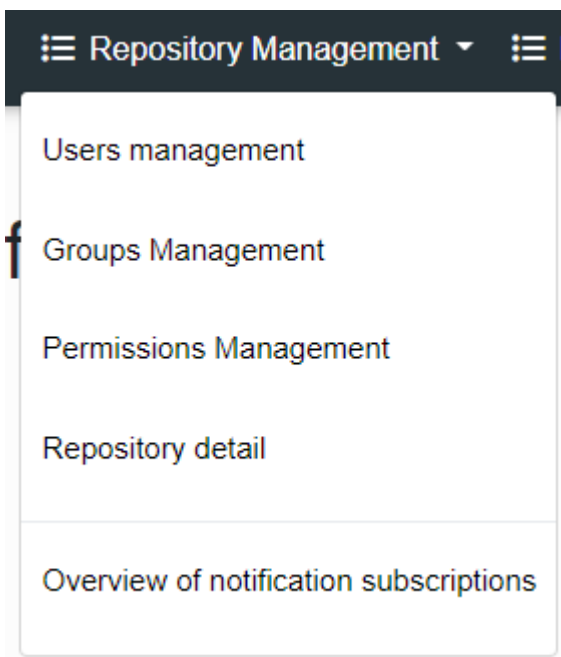 Repository Management
Users management
f
Groups Management
Permissions Management
Repository detail
Overview of notification subscriptions